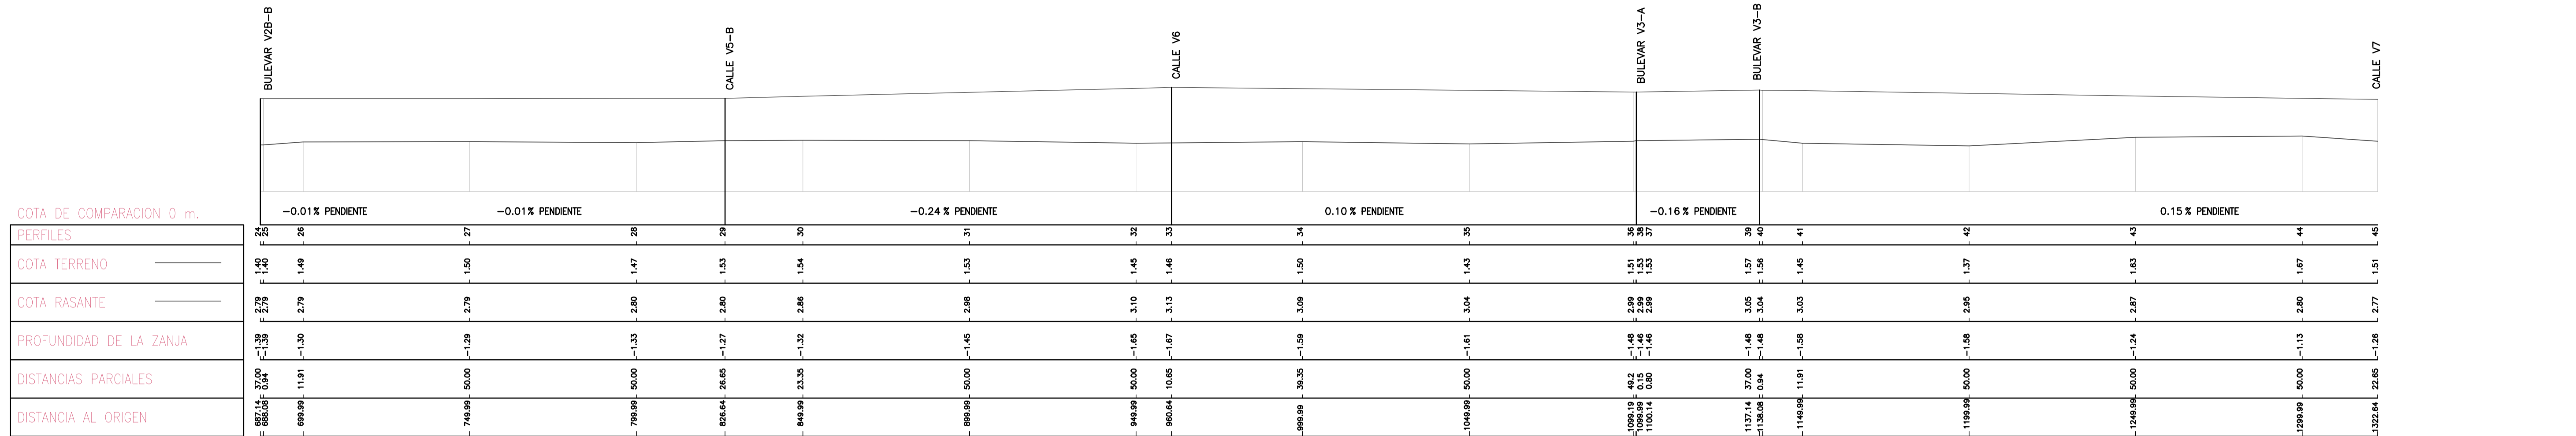 BULEVAR V2B-B
CALLE V5-B
CALLE V6
BULEVAR V3-A
BULEVAR V3-B
CALLE V7
COTA DE COMPARACION 0 m.
-0.01% PENDIENTE
-0.01% PENDIENTE
-0.24% PENDIENTE
0.10% PENDIENTE
-0.16% PENDIENTE
0.15% PENDIENTE
PERFILES 24 25 26 27 28 29 30 31 32 33 34 35 36 38 37 39 40 41 42 43 44 45
COTA TERRENO 1.40 1.40 1.49 1.50 1.47 1.53 1.54 1.53 1.45 1.46 1.50 1.43 1.51 1.53 1.53 1.57 1.56 1.45 1.37 1.63 1.67 1.51
COTA RASANTE 2.79 2.79 2.79 2.79 2.80 2.80 2.86 2.98 3.10 3.13 3.09 3.04 2.99 2.99 2.99 3.05 3.04 3.03 2.95 2.87 2.80 2.77
PROFUNDIDAD DE LA ZANJA -1.39 -1.39 -1.30 -1.29 -1.33 -1.27 -1.32 -1.45 -1.65 -1.67 -1.59 -1.61 -1.48 -1.46 -1.46 -1.48 -1.48 -1.58 -1.58 -1.24 -1.13 -1.26
DISTANCIAS PARCIALES 37.00 0.94 11.91 50.00 50.00 26.65 23.35 50.00 50.00 10.65 39.35 50.00 49.2 0.15 0.80 37.00 0.94 11.91 50.00 50.00 50.00 22.65
DISTANCIA AL ORIGEN 687.14 688.08 699.99 749.99 799.99 826.64 849.99 899.99 949.99 960.64 999.99 1049.99 1099.19 1099.99 1100.14 1137.14 1138.08 1149.99 1199.99 1249.99 1299.99 1322.64